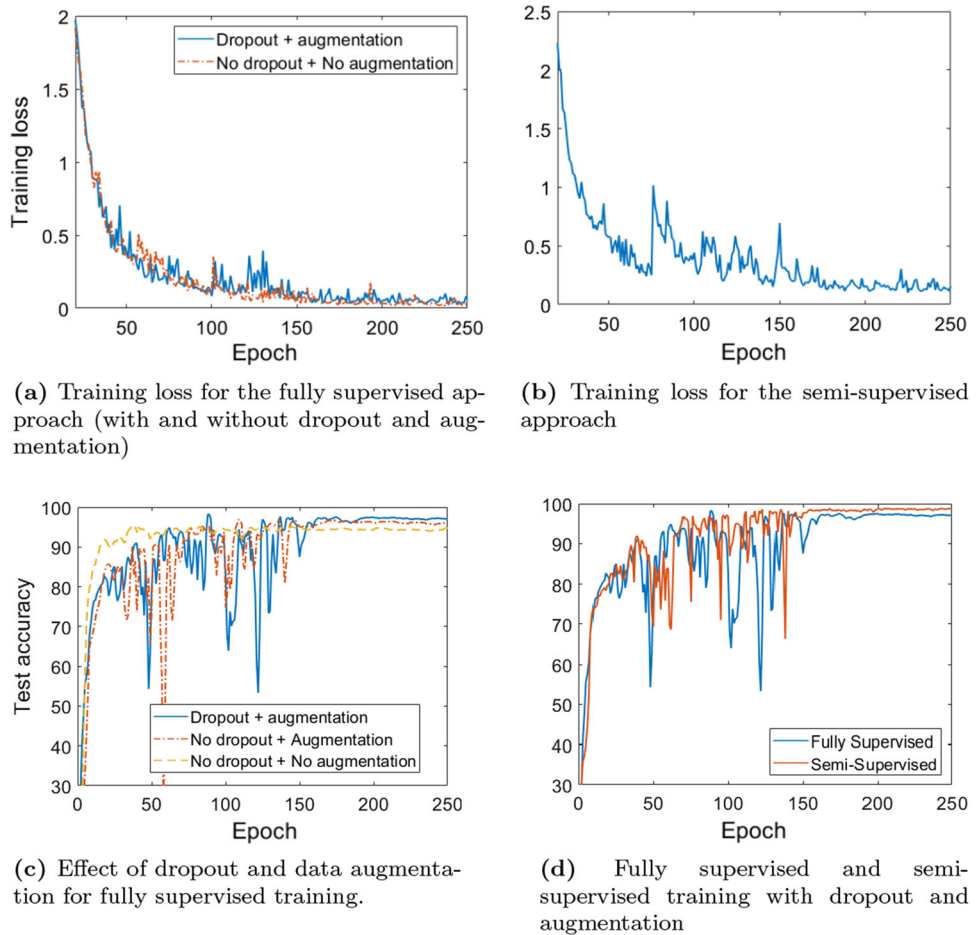 2
1.5
1
0.5
0
Training loss
Dropout + augmentation
No dropout + No augmentation
50
100
150
200
250
Epoch
2.5
2
1.5
1
0.5
0
50
100
150
200
250
Epoch
(a) Training loss for the fully supervised ap-
proach (with and without dropout and aug-
mentation)
(b) Training loss for the semi-supervised
approach
100
90
80
70
60
50
40
30
Test accuracy
Dropout + augmentation
No dropout + Augmentation
No dropout + No augmentation
0
50
100
150
200
250
Epoch
100
90
80
70
60
50
40
30
Fully Supervised
Semi-Supervised
0
50
100
150
200
250
Epoch
(c) Effect of dropout and data augmenta-
tion for fully supervised training.
(d) Fully supervised and semi-
supervised training with dropout and
augmentation